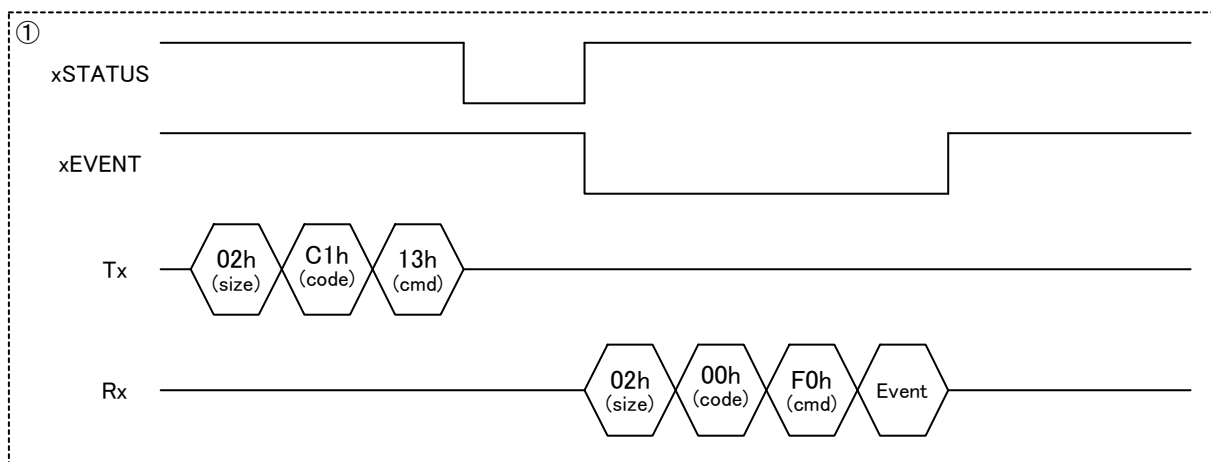 ①
xSTATUS
xEVENT
Tx
02h
(size)
C1h
(code)
13h
(cmd)
Rx
02h
(size)
00h
(code)
F0h
(cmd)
Event